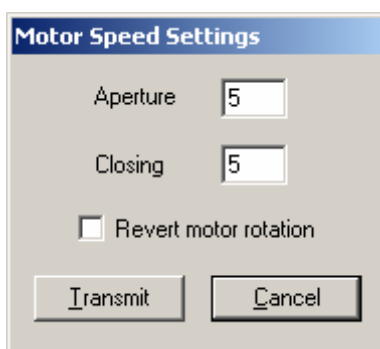 Motor Speed Settings
Aperture 5
Closing 5
Revert motor rotation
Transmit Cancel